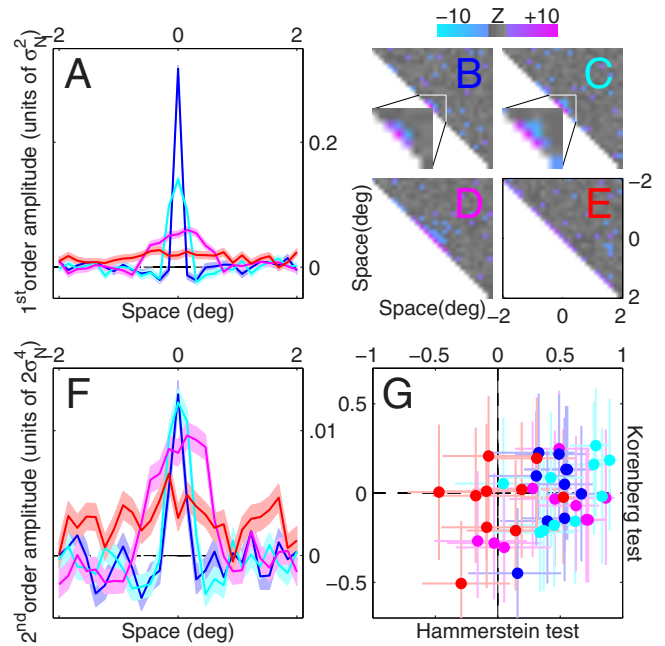 −2 0 2
−10 Z +10
A
B
C
0.2
0
1st order amplitude (units of σ²N)
Space (deg)
D
E
−2
0
2
Space(deg)
Space(deg)
−2 0 2
−2 0 2
F
.01
0
2nd order amplitude (units of 2σ⁴N)
Space (deg)
−1 −0.5 0 0.5 1
G
0.5
0
−0.5
Korenberg test
Hammerstein test